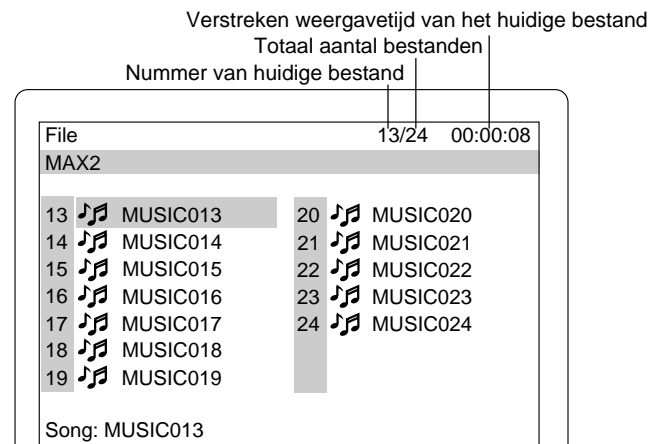 Verstreken weergavetijd van het huidige bestand
Totaal aantal bestanden
Nummer van huidige bestand
File 13/24 00:00:08
MAX2
13 MUSIC013
14 MUSIC014
15 MUSIC015
16 MUSIC016
17 MUSIC017
18 MUSIC018
19 MUSIC019
20 MUSIC020
21 MUSIC021
22 MUSIC022
23 MUSIC023
24 MUSIC024
Song: MUSIC013